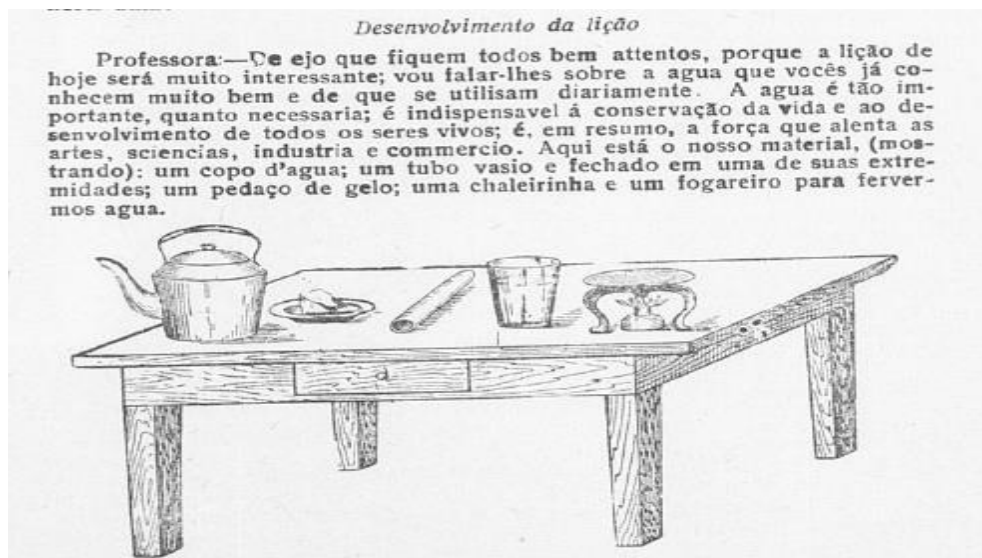 Desenvolvimento da lição
Professora:—De ejo que fiquem todos bem attentos, porque a lição de
hoje será muito interessante; vou falar-lhes sobre a agua que vocês já co-
nhecem muito bem e de que se utilisam diariamente. A agua é tão im-
portante, quanto necessaria; é indispensavel á conservação da vida e ao de-
senvolvimento de todos os seres vivos; é, em resumo, a força que alenta as
artes, sciencias, industria e commercio. Aqui está o nosso material, (mos-
trando): um copo d'agua; um tubo vasio e fechado em uma de suas extre-
midades; um pedaço de gelo; uma chaleirinha e um fogareiro para ferver-
mos agua.